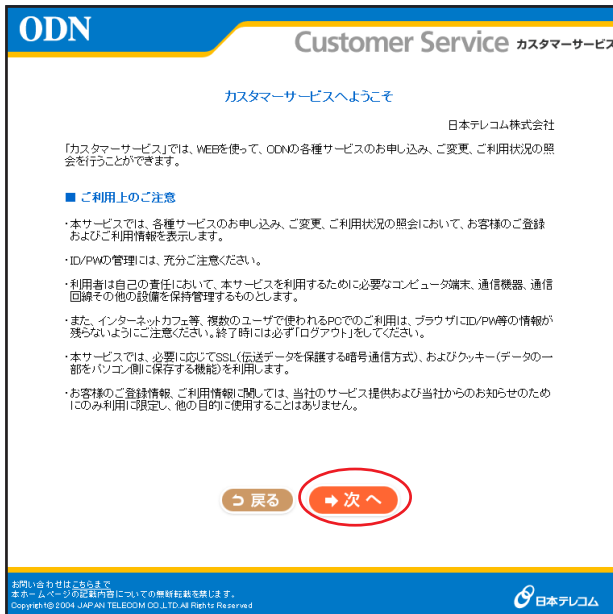 ODN
Customer Service カスタマーサービス
カスタマーサービスへようこそ
日本テレコム株式会社
「カスタマーサービス」では、WEBを使って、ODNの各種サービスのお申し込み、ご変更、ご利用状況の照
会を行うことができます。
■ ご利用上のご注意
・本サービスでは、各種サービスのお申し込み、ご変更、ご利用状況の照会において、お客様のご登録
およびご利用情報を表示します。
・ID/PWの管理には、充分ご注意ください。
・利用者は自己の責任において、本サービスを利用するために必要なコンピュータ端末、通信機器、通信
回線その他の設備を保持管理するものとします。
・また、インターネットカフェ等、複数のユーザで使われるPCでのご利用は、ブラウザにID/PW等の情報が
残らないようにご注意ください。終了時には必ず「ログアウト」をしてください。
・本サービスでは、必要に応じてSSL(伝送データを保護する暗号通信方式)、およびクッキー(データの一
部をパソコン側に保存する機能)を利用します。
・お客様のご登録情報、ご利用情報に関しては、当社のサービス提供および当社からのお知らせのため
にのみ利用に限定し、他の目的に使用することはありません。
戻る 次へ
お問い合わせはこちらまで
本ホームページの記載内容についての無断転載を禁じます。
Copyright© 2004 JAPAN TELECOM CO.,LTD.All Rights Reserved
日本テレコム